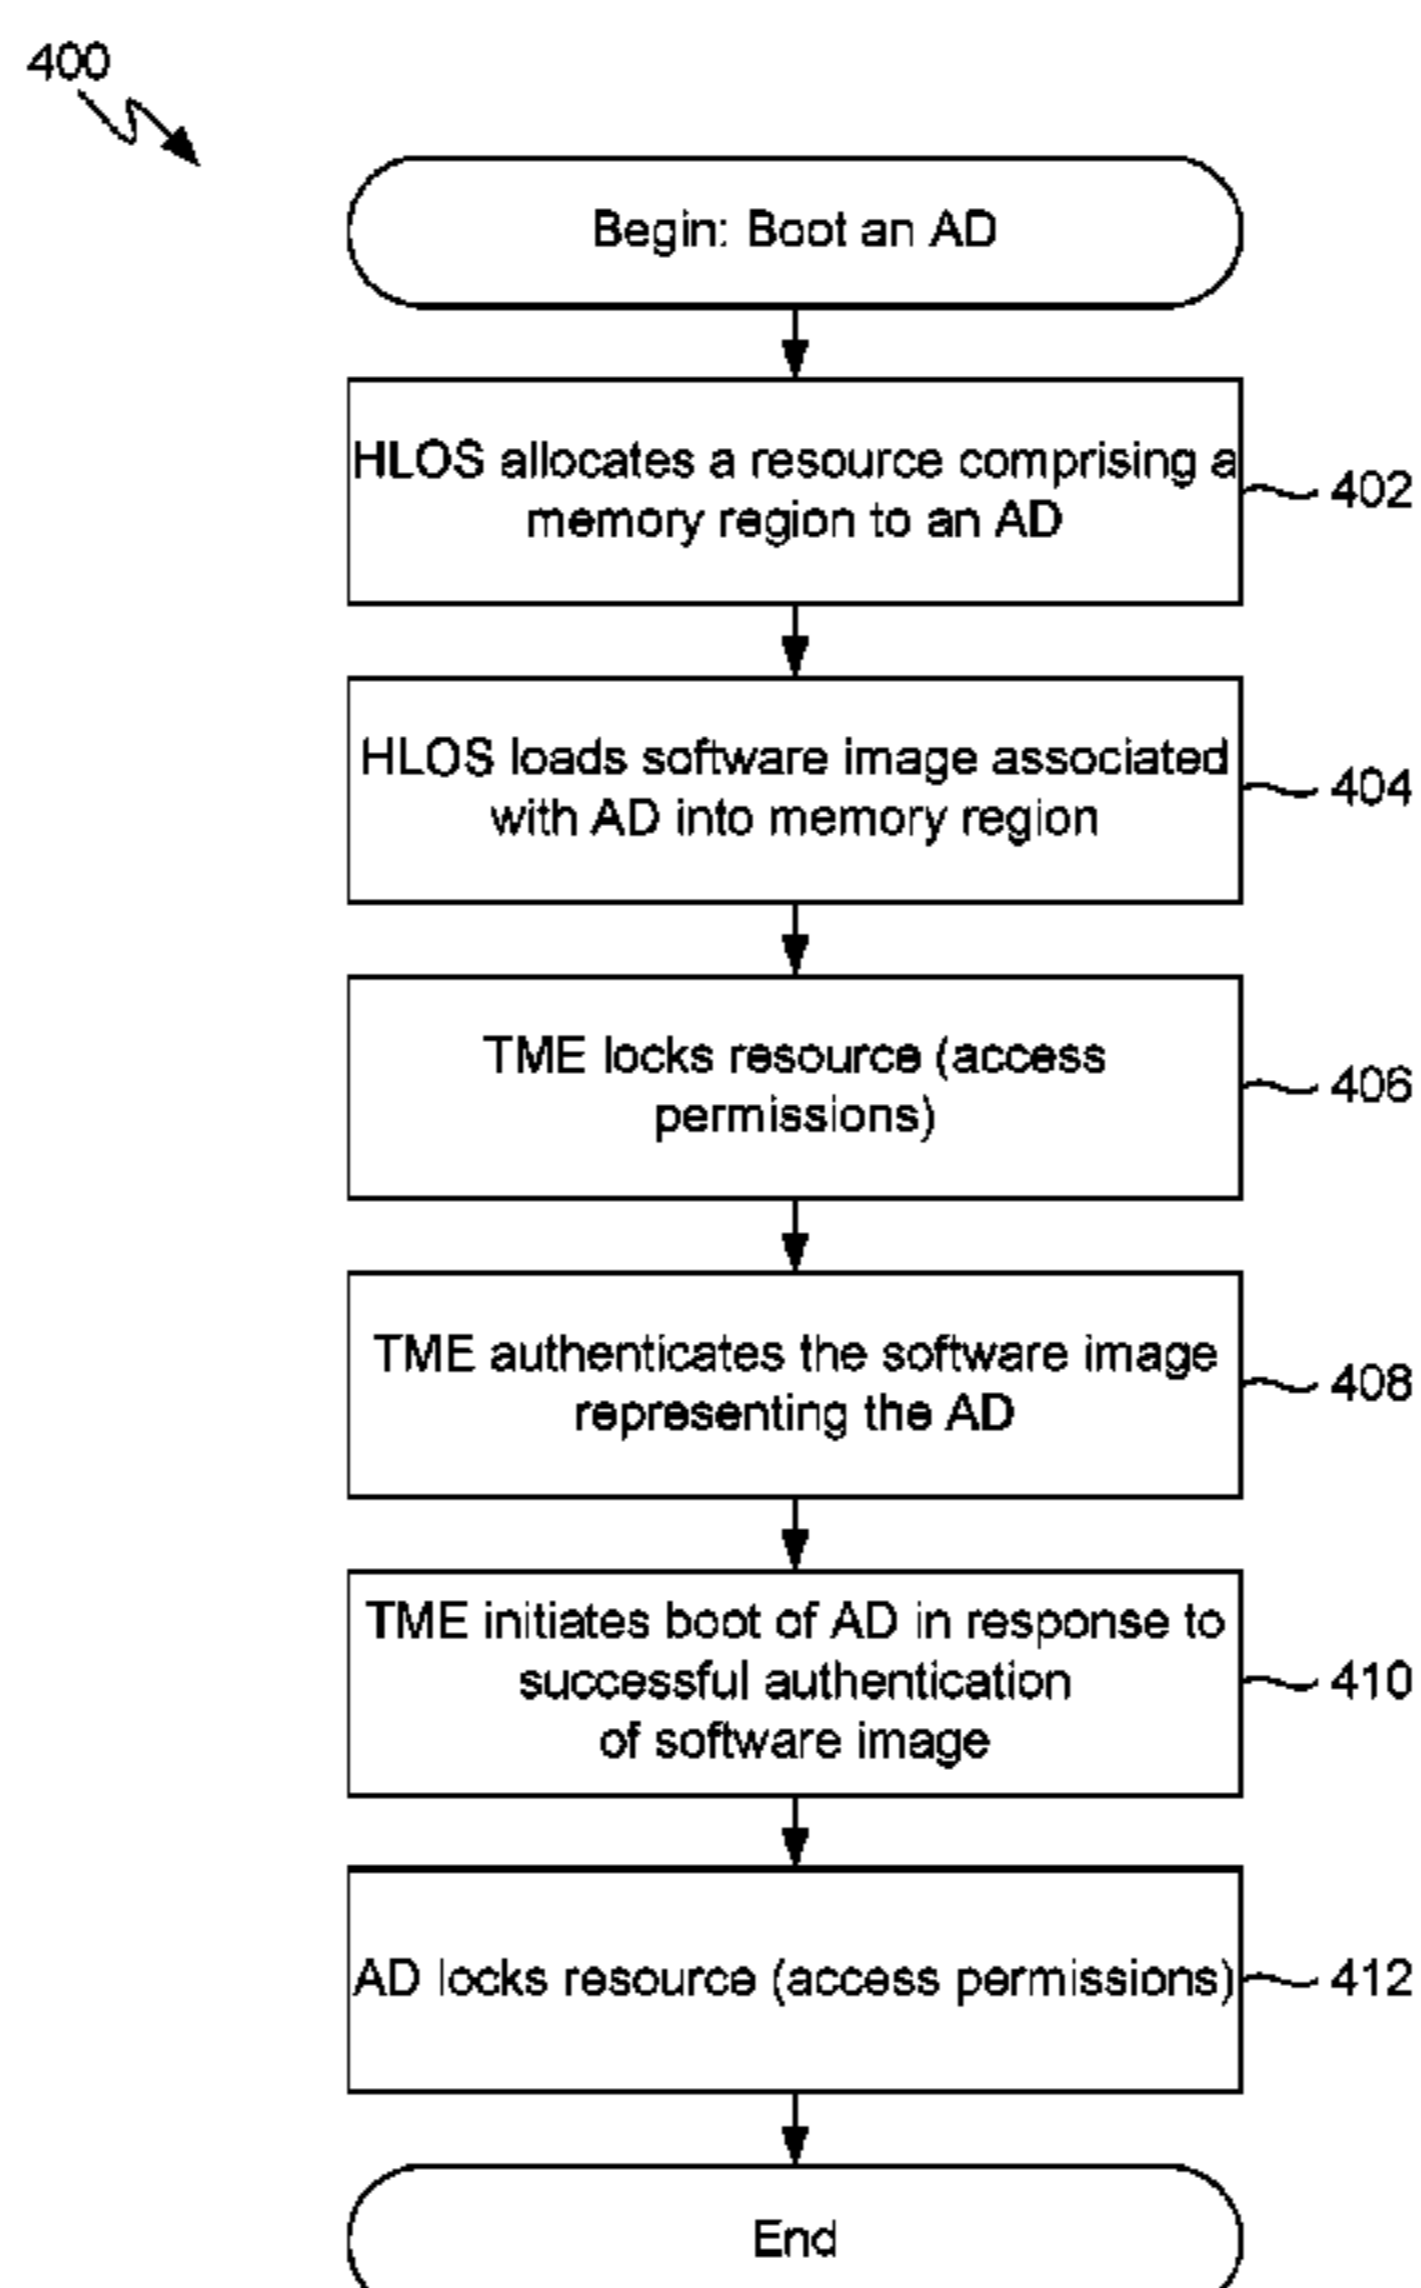 400
Begin: Boot an AD
HLOS allocates a resource comprising a
memory region to an AD
402
HLOS loads software image associated
with AD into memory region
404
TME locks resource (access
permissions)
406
TME authenticates the software image
representing the AD
408
TME initiates boot of AD in response to
successful authentication
of software image
410
AD locks resource (access permissions)
412
End